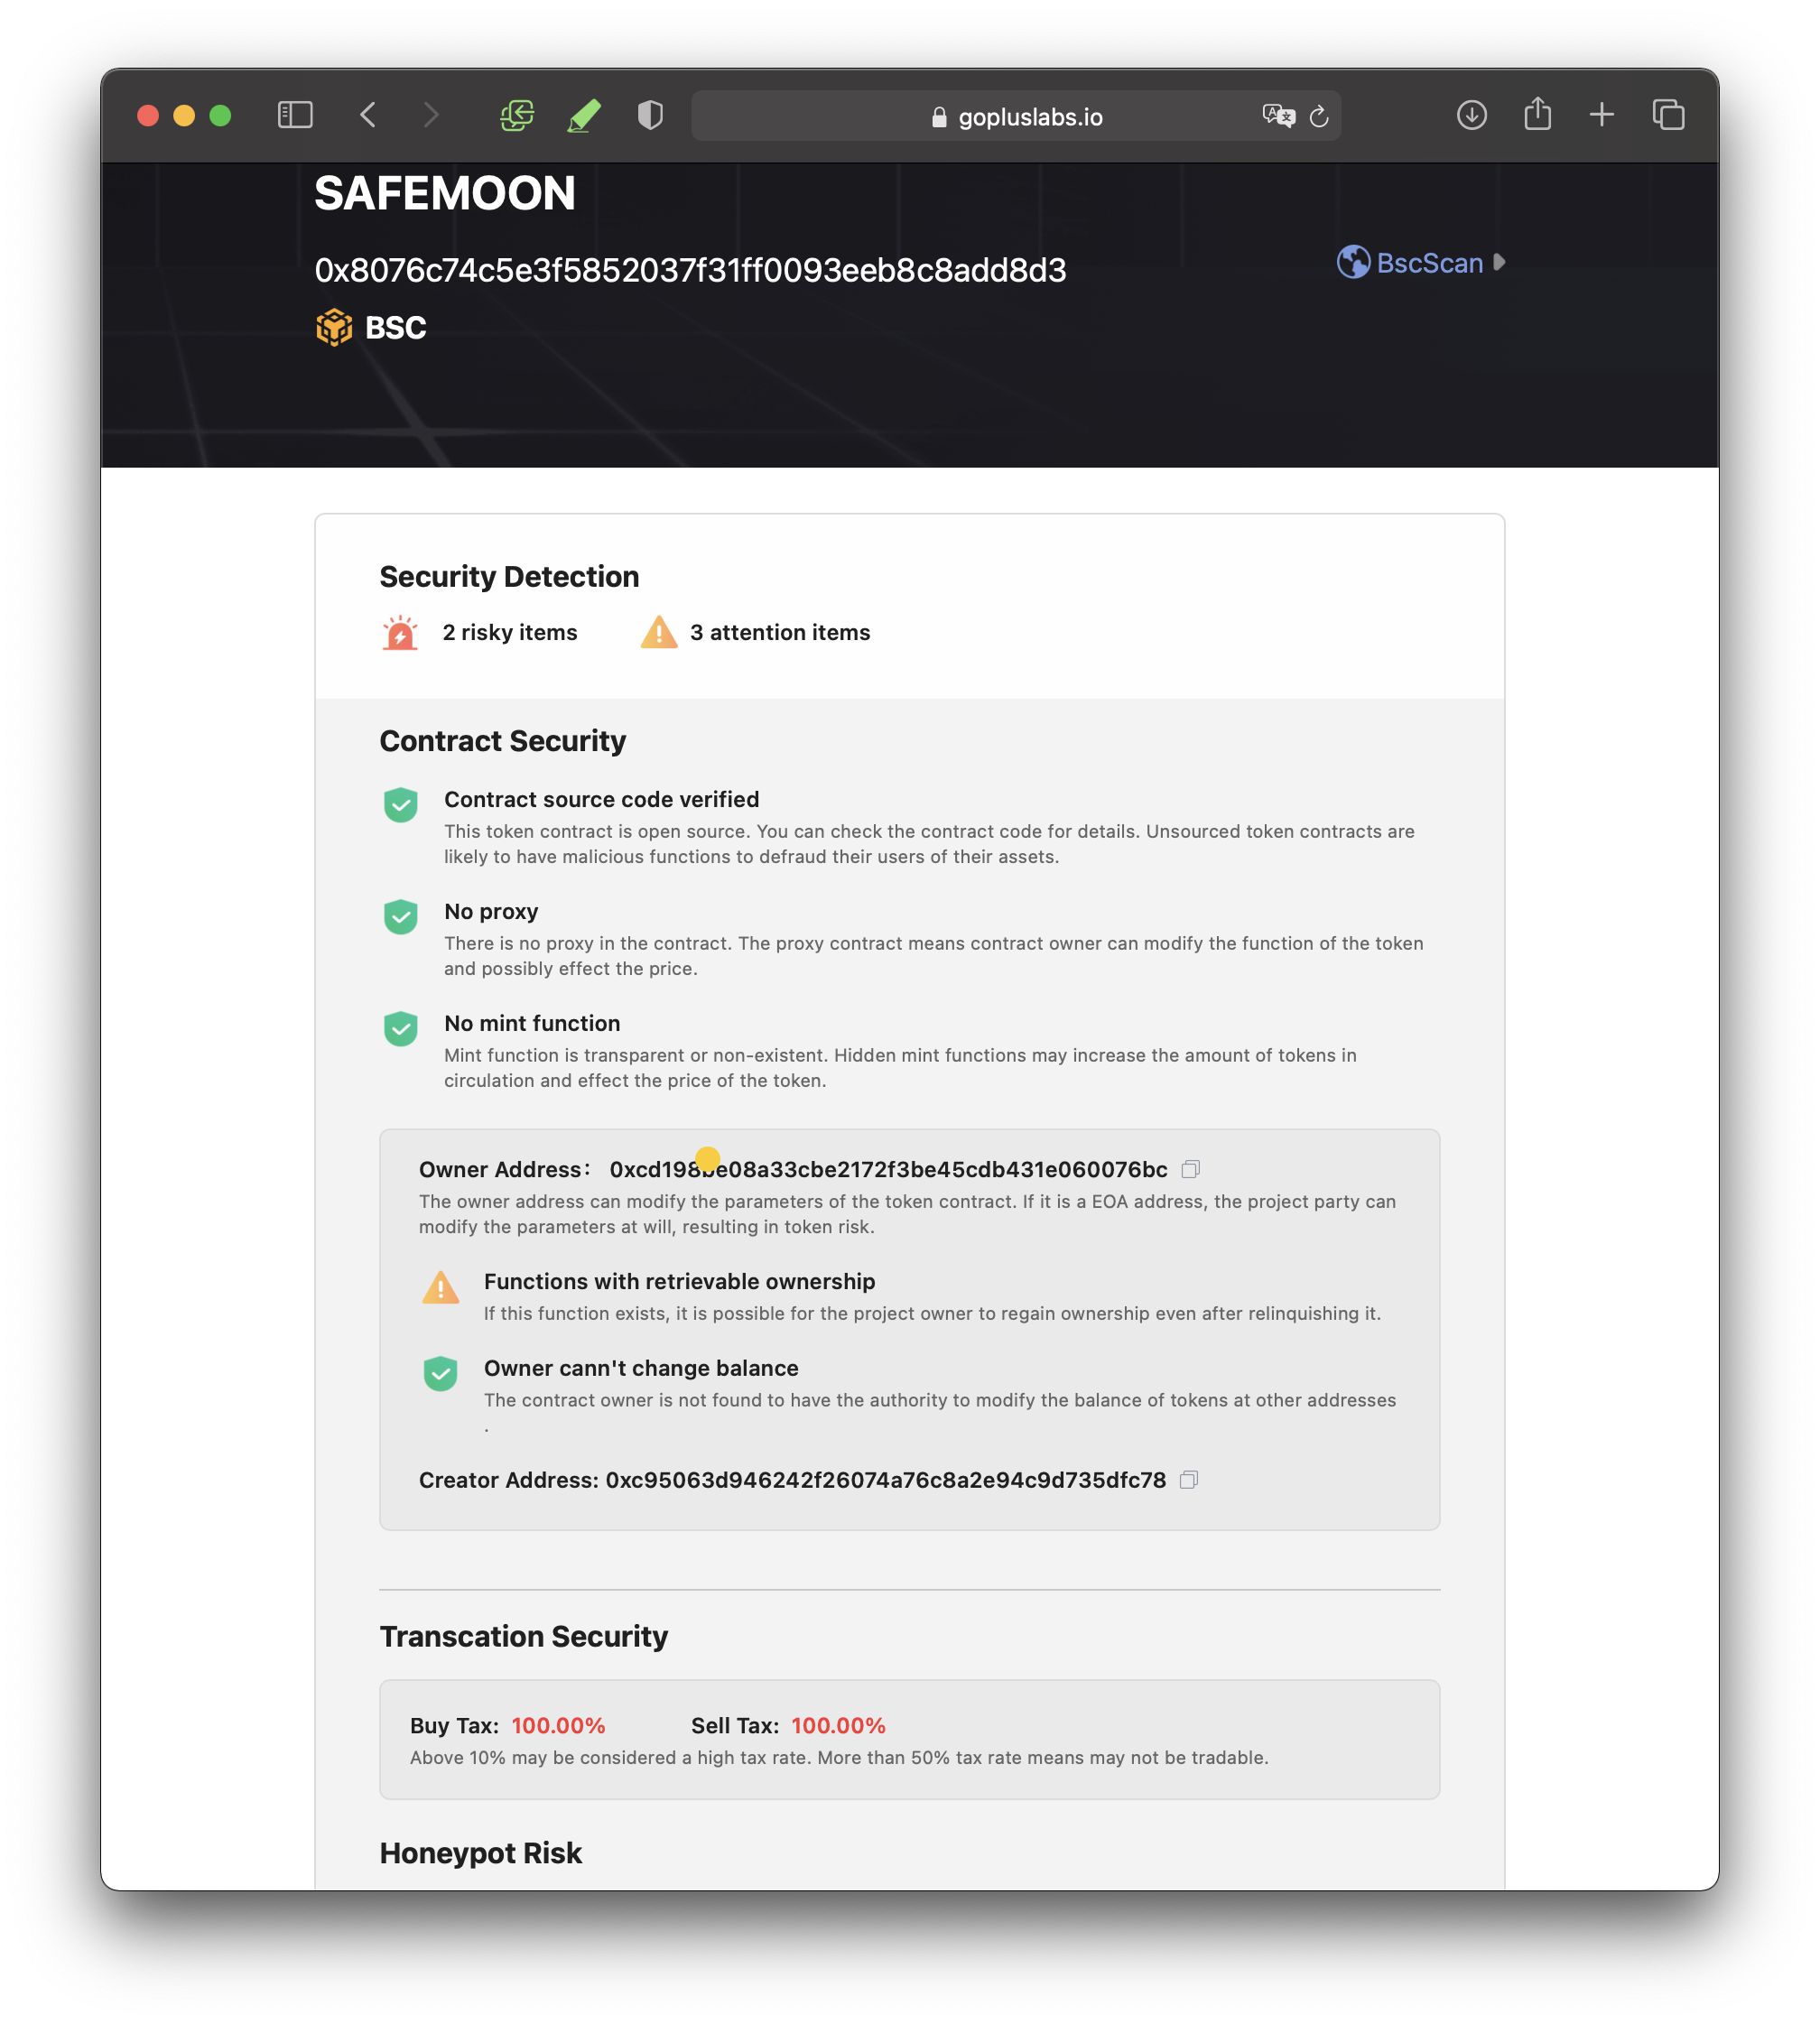 gopluslabs.io
SAFEMOON
0x8076c74c5e3f5852037f31ff0093eeb8c8add8d3
BscScan
BSC
Security Detection
2 risky items
3 attention items
Contract Security
Contract source code verified
This token contract is open source. You can check the contract code for details. Unsourced token contracts are
likely to have malicious functions to defraud their users of their assets.
No proxy
There is no proxy in the contract. The proxy contract means contract owner can modify the function of the token
and possibly effect the price.
No mint function
Mint function is transparent or non-existent. Hidden mint functions may increase the amount of tokens in
circulation and effect the price of the token.
Owner Address: 0xcd198be08a33cbe2172f3be45cdb431e060076bc
The owner address can modify the parameters of the token contract. If it is a EOA address, the project party can
modify the parameters at will, resulting in token risk.
Functions with retrievable ownership
If this function exists, it is possible for the project owner to regain ownership even after relinquishing it.
Owner cann't change balance
The contract owner is not found to have the authority to modify the balance of tokens at other addresses
.
Creator Address: 0xc95063d946242f26074a76c8a2e94c9d735dfc78
Transcation Security
Buy Tax: 100.00%
Sell Tax: 100.00%
Above 10% may be considered a high tax rate. More than 50% tax rate means may not be tradable.
Honeypot Risk